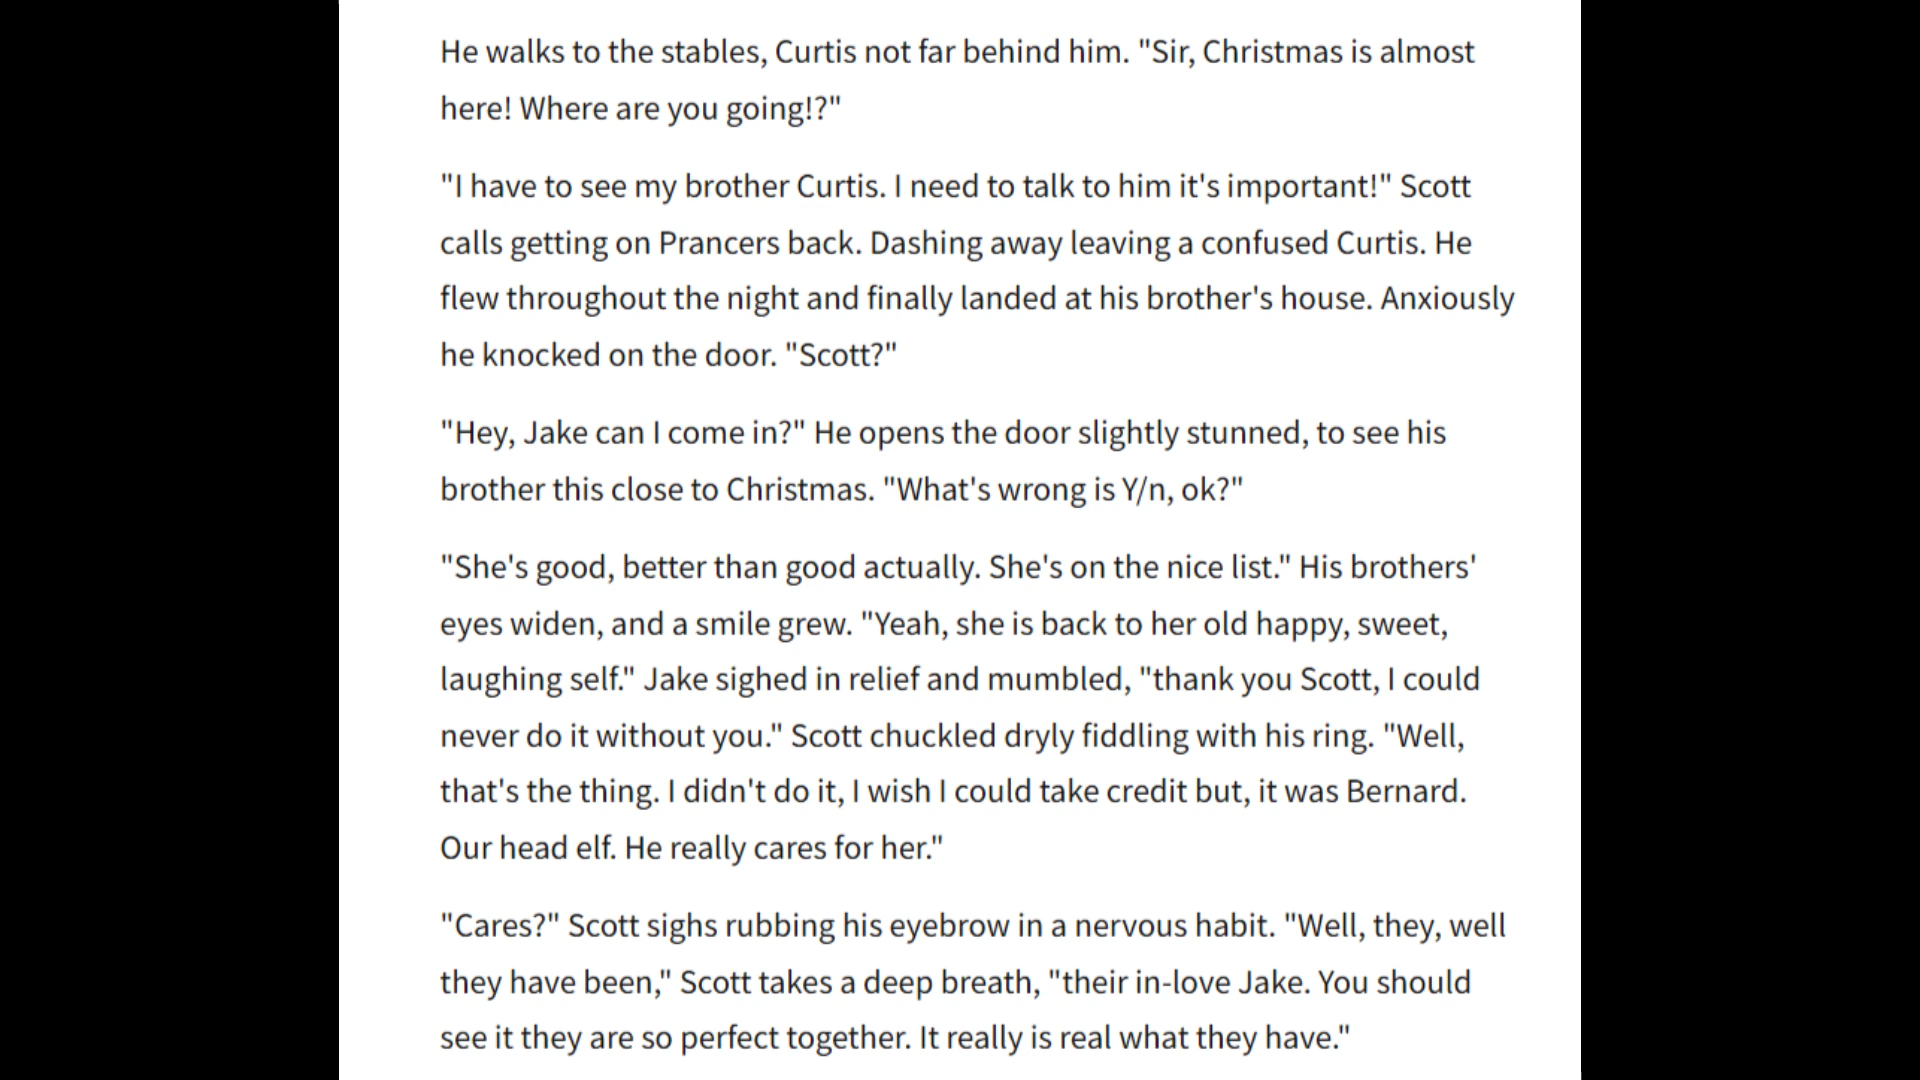 He walks to the stables, Curtis not far behind him. "Sir, Christmas is almost
here! Where are you going!?"
"I have to see my brother Curtis. I need to talk to him it's important!" Scott
calls getting on Prancers back. Dashing away leaving a confused Curtis. He
flew throughout the night and finally landed at his brother's house. Anxiously
he knocked on the door. "Scott?"
"Hey, Jake can I come in?" He opens the door slightly stunned, to see his
brother this close to Christmas. "What's wrong is Y/n, ok?"
"She's good, better than good actually. She's on the nice list." His brothers'
eyes widen, and a smile grew. "Yeah, she is back to her old happy, sweet,
laughing self." Jake sighed in relief and mumbled, "thank you Scott, I could
never do it without you." Scott chuckled dryly fiddling with his ring. "Well,
that's the thing. I didn't do it, I wish I could take credit but, it was Bernard.
Our head elf. He really cares for her."
"Cares?" Scott sighs rubbing his eyebrow in a nervous habit. "Well, they, well
they have been," Scott takes a deep breath, "their in-love Jake. You should
see it they are so perfect together. It really is real what they have."